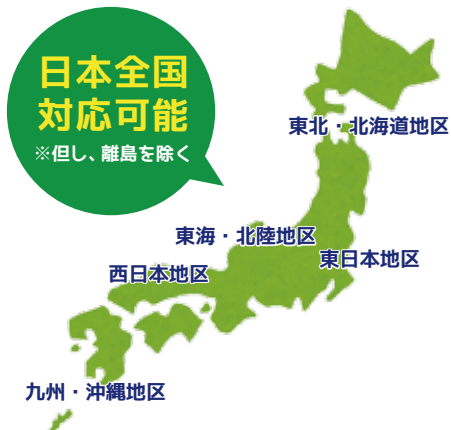 日本全国
対応可能
※但し、離島を除く
東北・北海道地区
東海・北陸地区
東日本地区
西日本地区
九州・沖縄地区